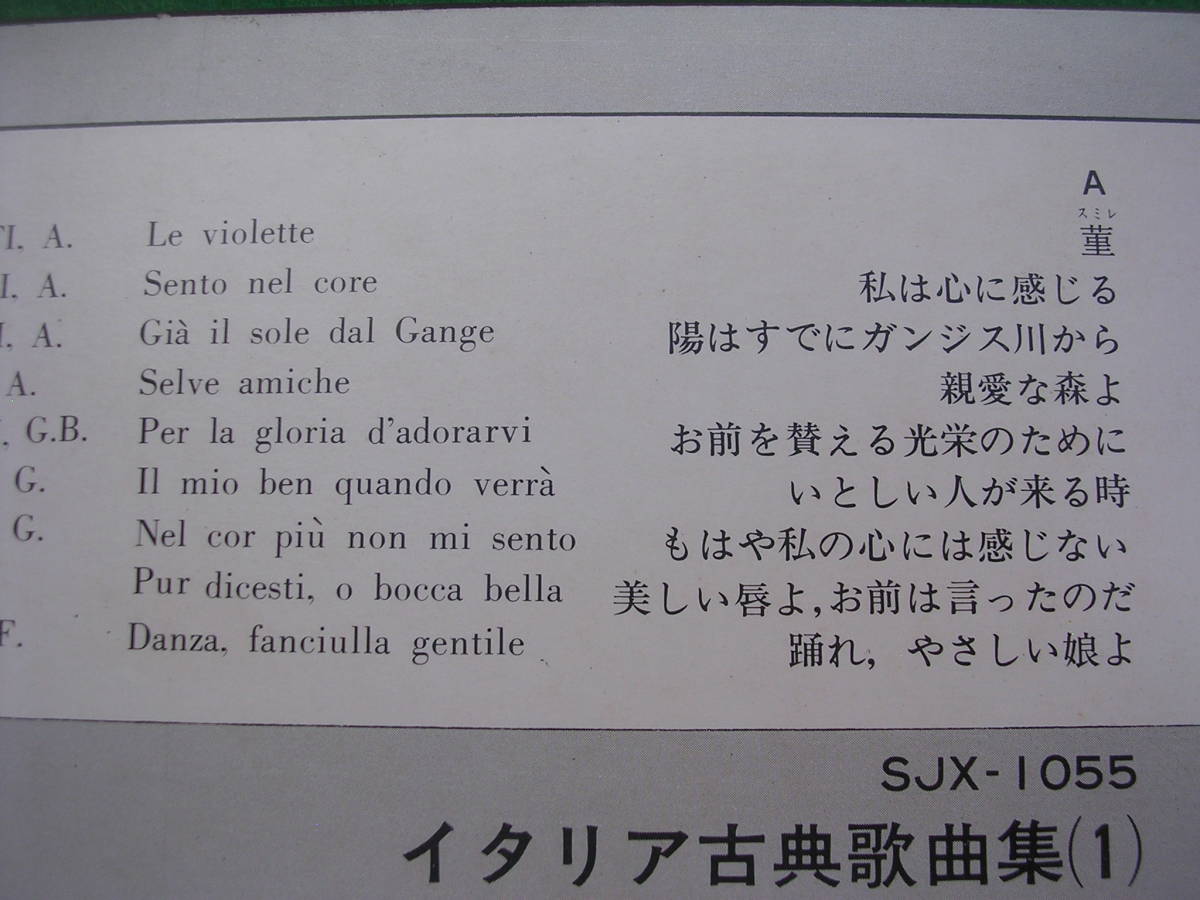 A
スミレ
TI, A. Le violette 菫
I, A. Sento nel core 私は心に感じる
I, A. Già il sole dal Gange 陽はすでにガンジス川から
A. Selve amiche 親愛な森よ
, G.B. Per la gloria d'adorarvi お前を賛える光栄のために
G. Il mio ben quando verrà いとしい人が来る時
G. Nel cor più non mi sento もはや私の心には感じない
Pur dicesti, o bocca bella 美しい唇よ,お前は言ったのだ
F. Danza, fanciulla gentile 踊れ, やさしい娘よ
SJX-1055
イタリア古典歌曲集(1)